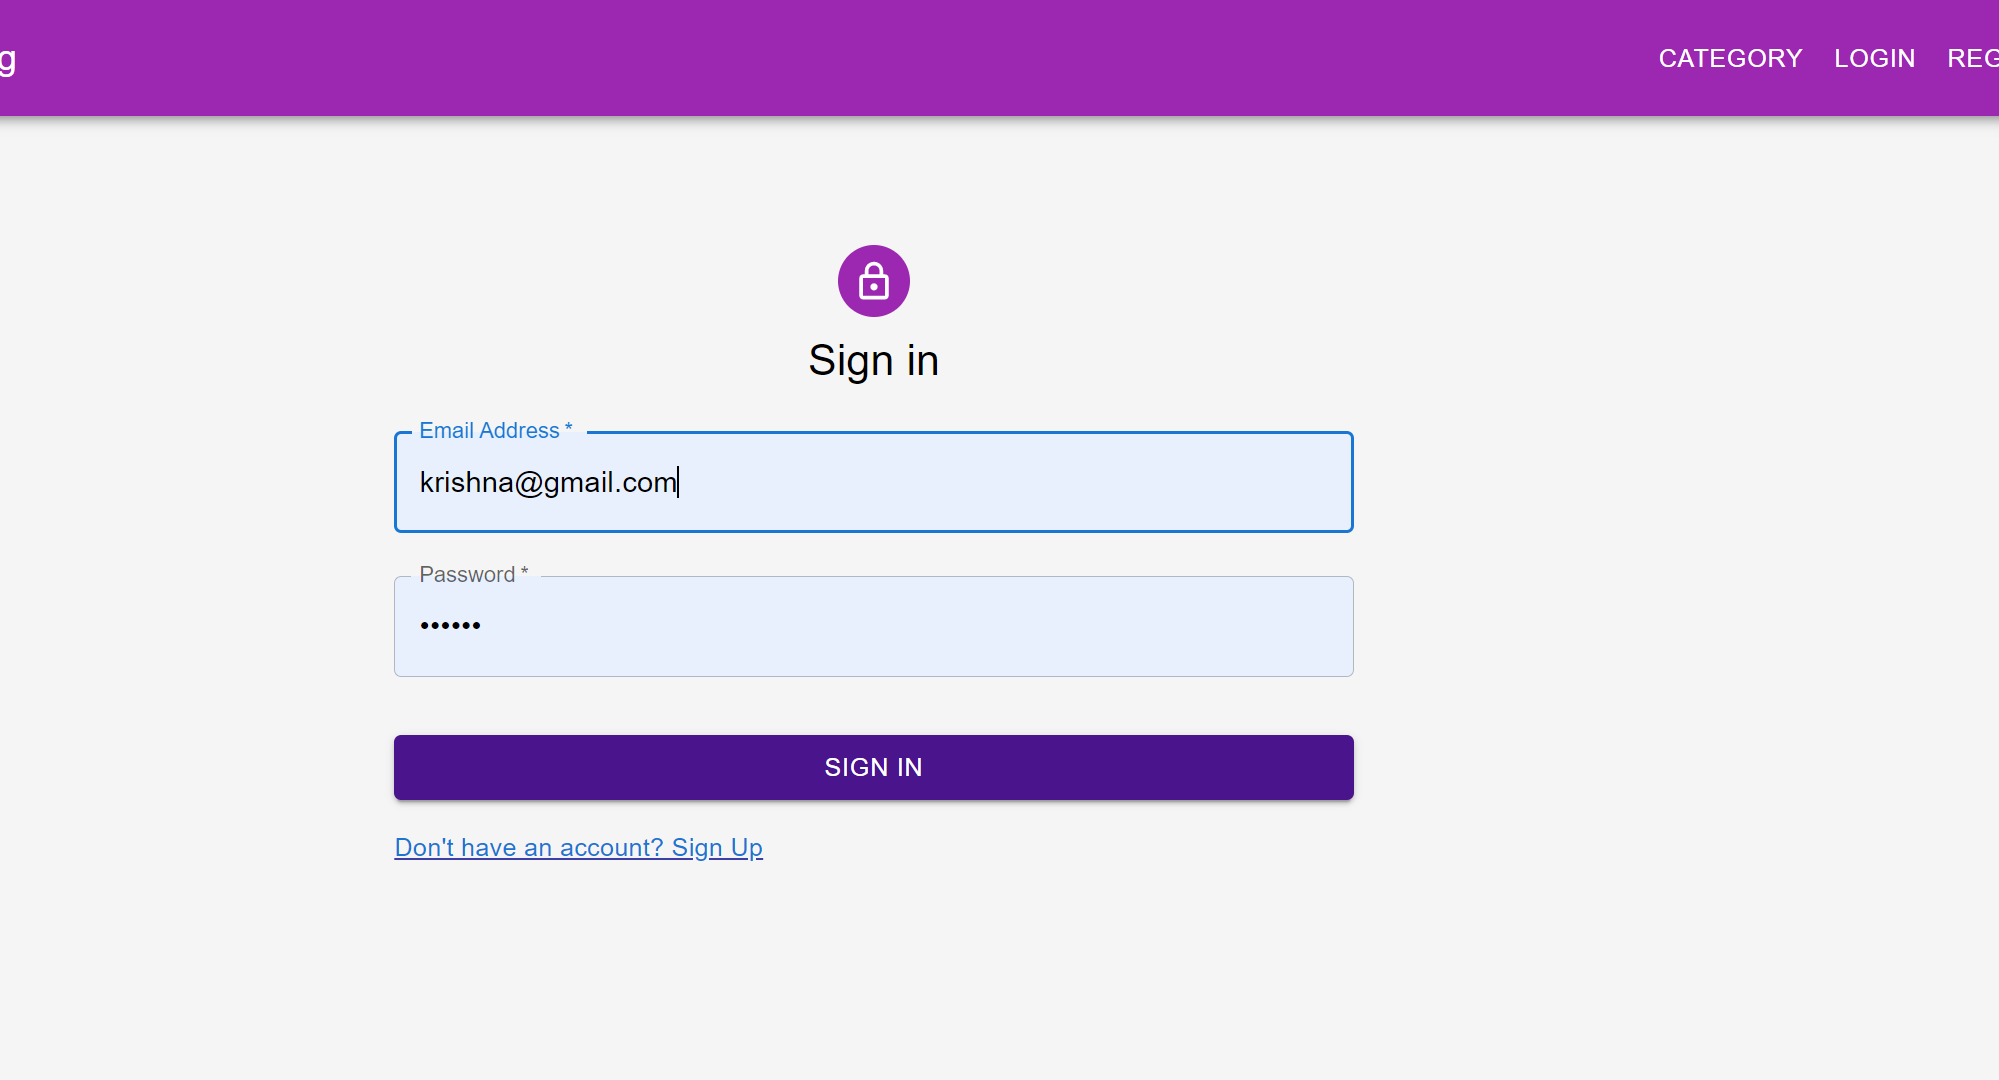 g
CATEGORY LOGIN REG
Sign in
Email Address *
krishna@gmail.com
Password *
••••••
SIGN IN
Don't have an account? Sign Up